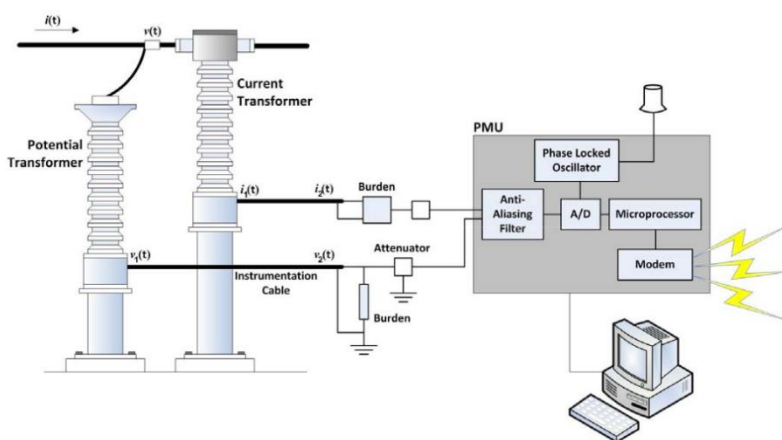 i(t)
v(t)
Current
Transformer
Potential
Transformer
PMU
Phase Locked
Oscillator
i₁(t)
i₂(t)
Burden
Anti-
Aliasing
Filter
A/D
Microprocessor
v₁(t)
v₂(t)
Attenuator
Instrumentation
Cable
Modem
Burden